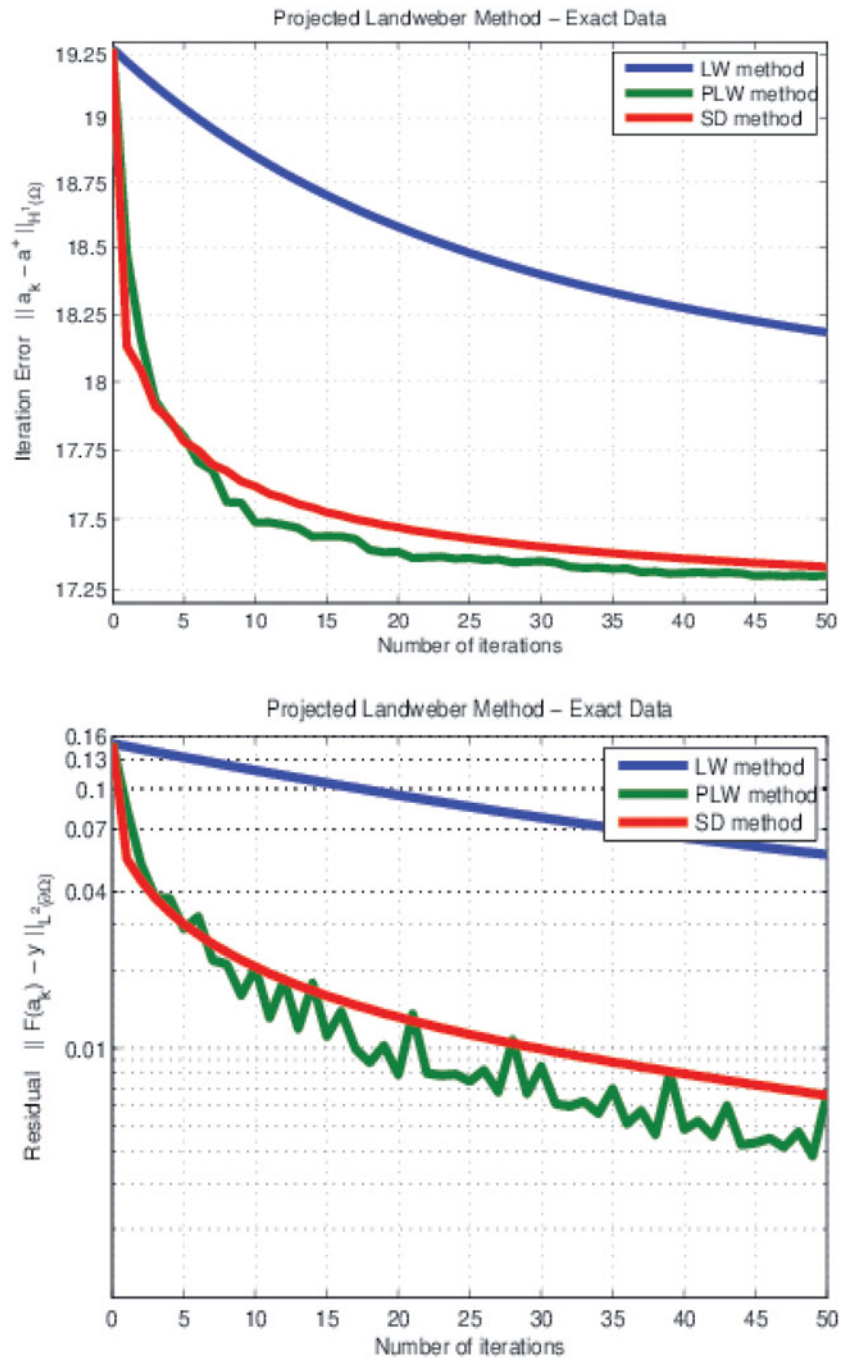 Projected Landweber Method – Exact Data
LW method
PLW method
SD method
Iteration Error || a_k – a^+ ||_{H^1(Ω)}
19.25
19
18.75
18.5
18.25
18
17.75
17.5
17.25
0 5 10 15 20 25 30 35 40 45 50
Number of iterations
Projected Landweber Method – Exact Data
LW method
PLW method
SD method
Residual || F(a_k) – y ||_{L^2(∂Ω)}
0.16
0.13
0.1
0.07
0.04
0.01
0 5 10 15 20 25 30 35 40 45 50
Number of iterations